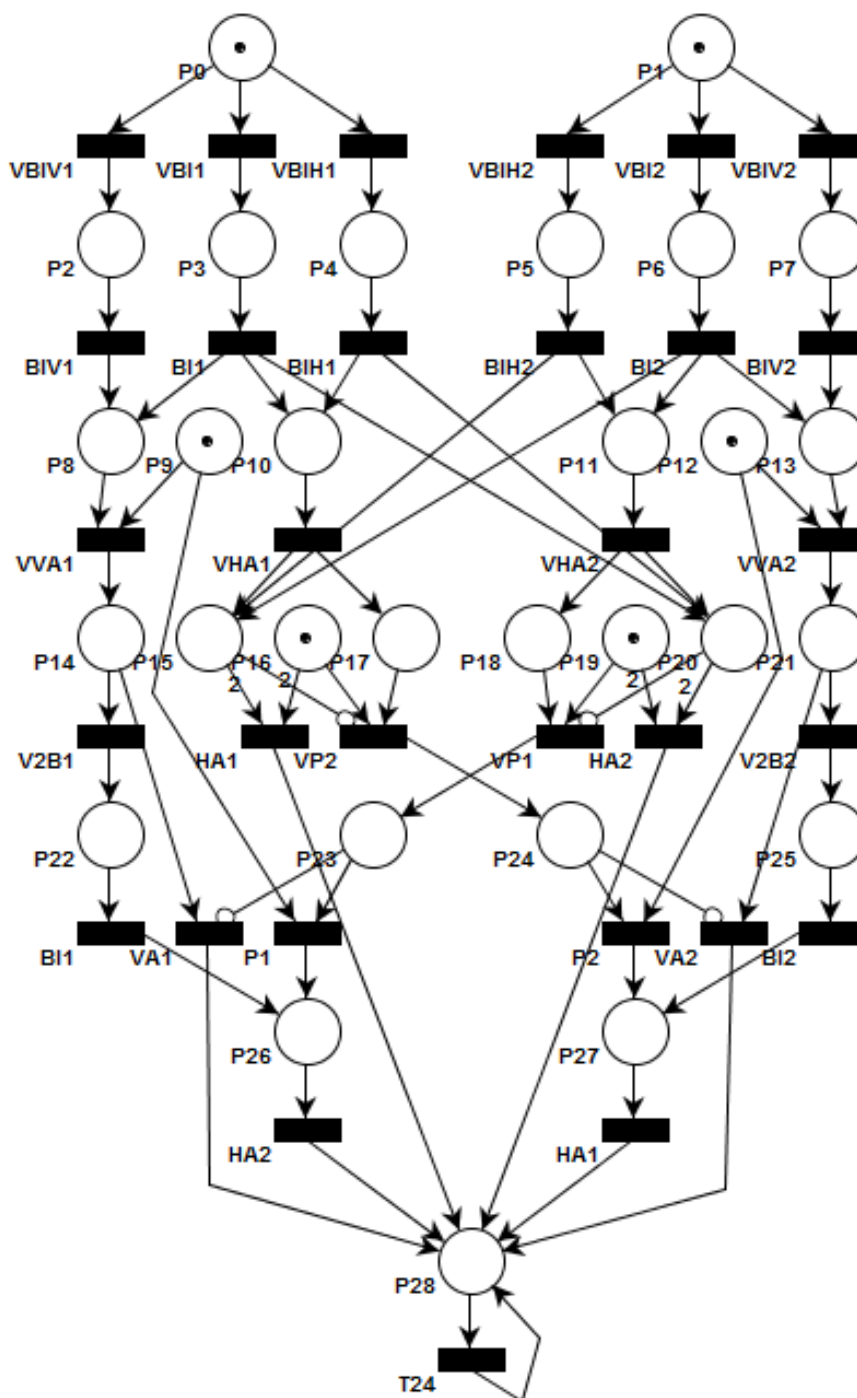 P0 P1
VBIV1 VBI1 VBIH1 VBIH2 VBI2 VBIV2
P2 P3 P4 P5 P6 P7
BIV1 BI1 BIH1 BIH2 BI2 BIV2
P8 P9 P10 P11 P12 P13
VVA1 VHA1 VHA2 VVA2
P14 P15 P16 P17 P18 P19 P20 P21
2 2 2 2
HA1 VP2 VP1 HA2
V2B1 V2B2
P22 P23 P24 P25
BI1 VA1 P1 P2 VA2 BI2
P26 P27
HA2 HA1
P28
T24